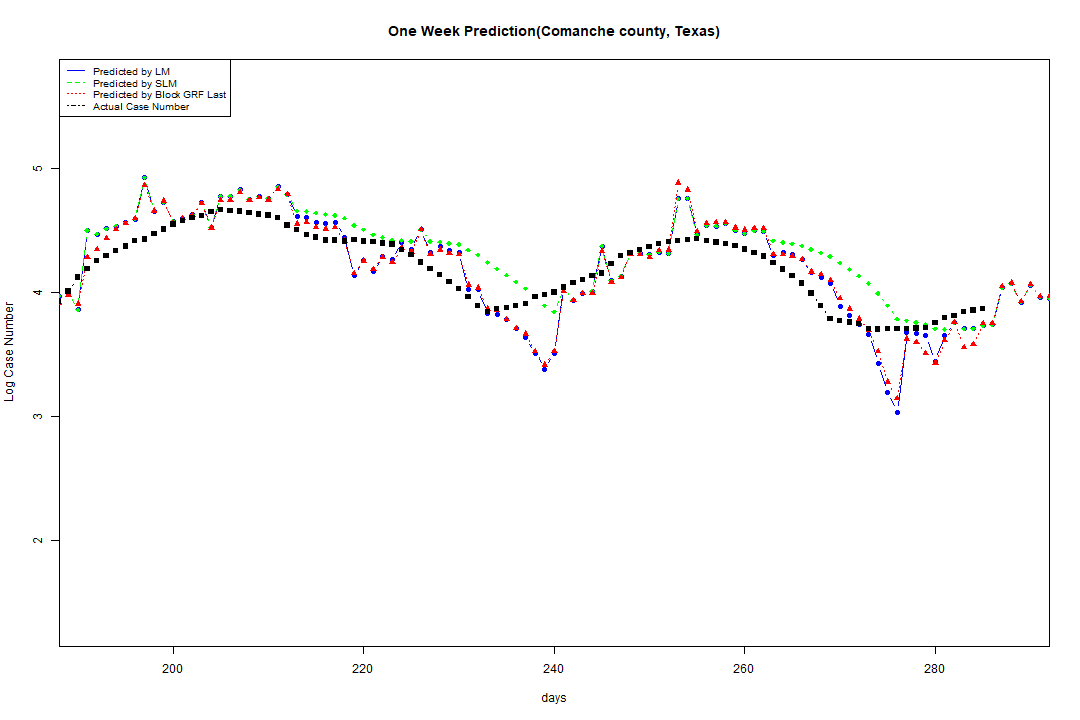 One Week Prediction(Comanche county, Texas)
Predicted by LM
Predicted by SLM
Predicted by Block GRF Last
Actual Case Number
5
4
3
2
Log Case Number
200 220 240 260 280
days